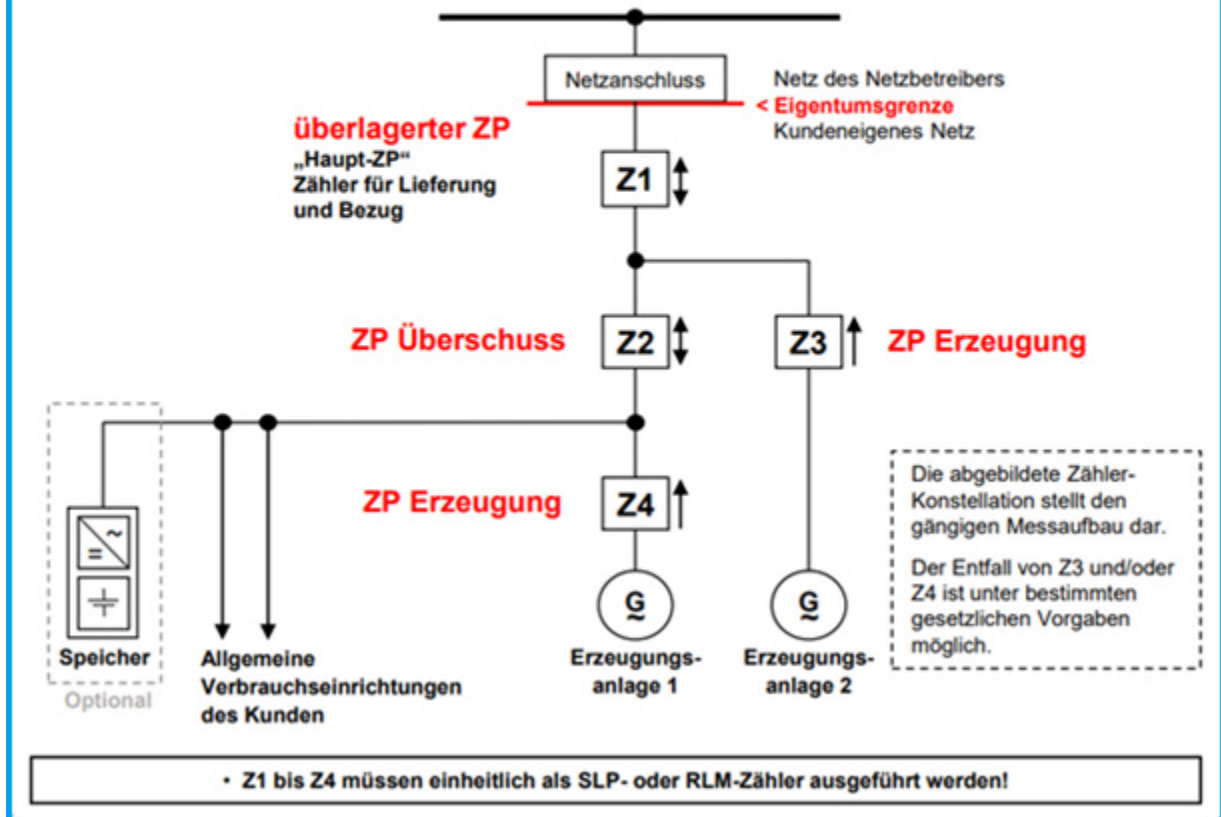 Netzanschluss
Netz des Netzbetreibers
< Eigentumsgrenze
Kundeneigenes Netz
überlagerter ZP
„Haupt-ZP“
Zähler für Lieferung
und Bezug
Z1
ZP Überschuss
Z2
Z3
ZP Erzeugung
ZP Erzeugung
Z4
Die abgebildete Zähler-
Konstellation stellt den
gängigen Messaufbau dar.
Der Entfall von Z3 und/oder
Z4 ist unter bestimmten
gesetzlichen Vorgaben
möglich.
= ~
G
~
G
~
Speicher
Optional
Allgemeine
Verbrauchseinrichtungen
des Kunden
Erzeugungs-
anlage 1
Erzeugungs-
anlage 2
• Z1 bis Z4 müssen einheitlich als SLP- oder RLM-Zähler ausgeführt werden!